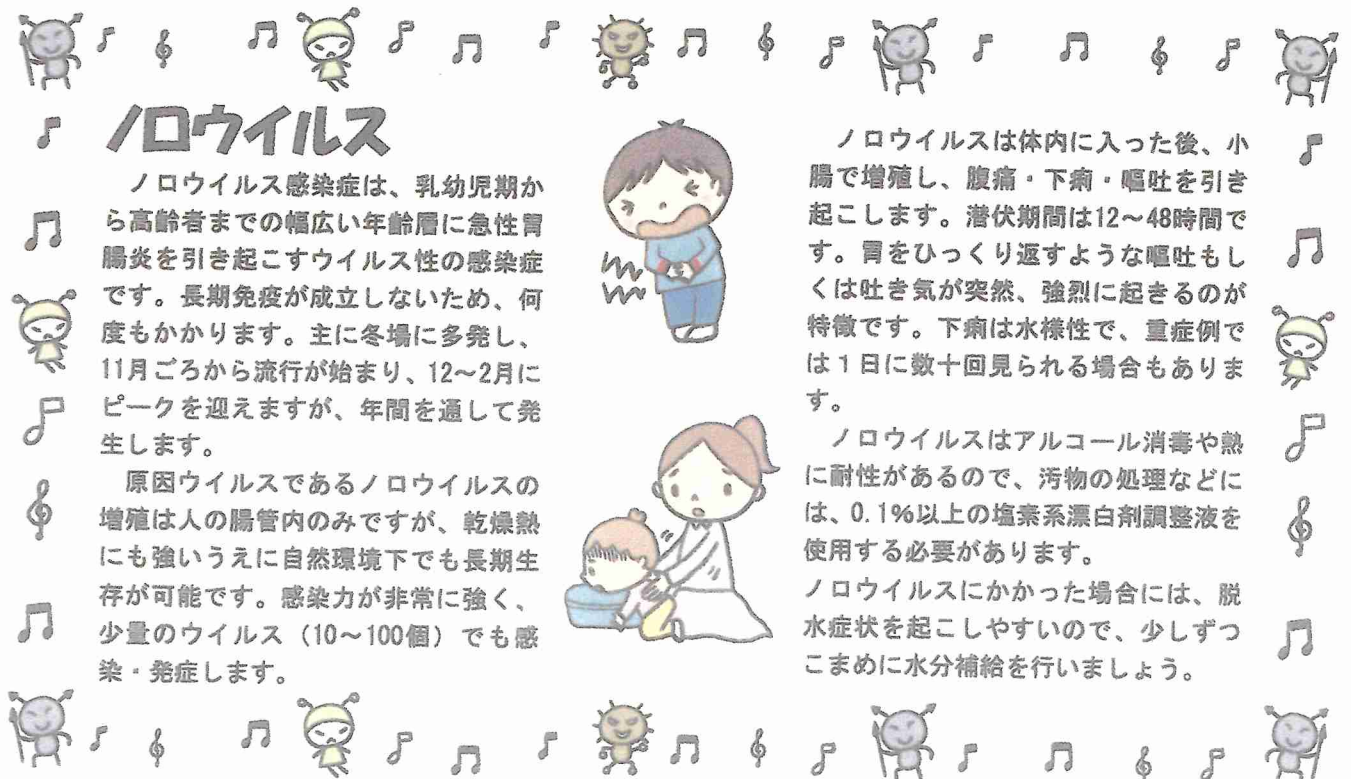 ノロウイルス
ノロウイルス感染症は、乳幼児期か
ら高齢者までの幅広い年齢層に急性胃
腸炎を引き起こすウイルス性の感染症
です。長期免疫が成立しないため、何
度もかかります。主に冬場に多発し、
11月ごろから流行が始まり、12～2月に
ピークを迎えますが、年間を通して発
生します。
原因ウイルスであるノロウイルスの
増殖は人の腸管内のみですが、乾燥熱
にも強いうえに自然環境下でも長期生
存が可能です。感染力が非常に強く、
少量のウイルス（10～100個）でも感
染・発症します。
ノロウイルスは体内に入った後、小
腸で増殖し、腹痛・下痢・嘔吐を引き
起こします。潜伏期間は12～48時間で
す。胃をひっくり返すような嘔吐もし
くは吐き気が突然、強烈に起きるのが
特徴です。下痢は水様性で、重症例で
は１日に数十回見られる場合もありま
す。
ノロウイルスはアルコール消毒や熱
に耐性があるので、汚物の処理などに
は、0.1%以上の塩素系漂白剤調整液を
使用する必要があります。
ノロウイルスにかかった場合には、脱
水症状を起こしやすいので、少しずつ
こまめに水分補給を行いましょう。